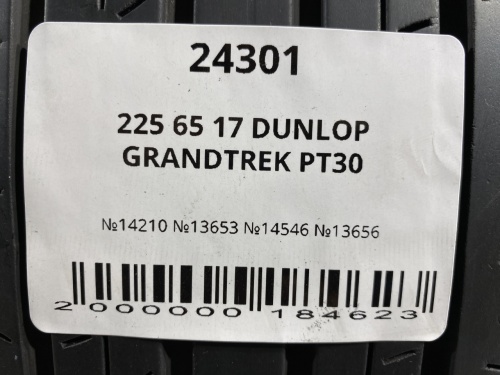 24301
225 65 17 DUNLOP
GRANDTREK PT30
№14210 №13653 №14546 №13656
2 000000 184623